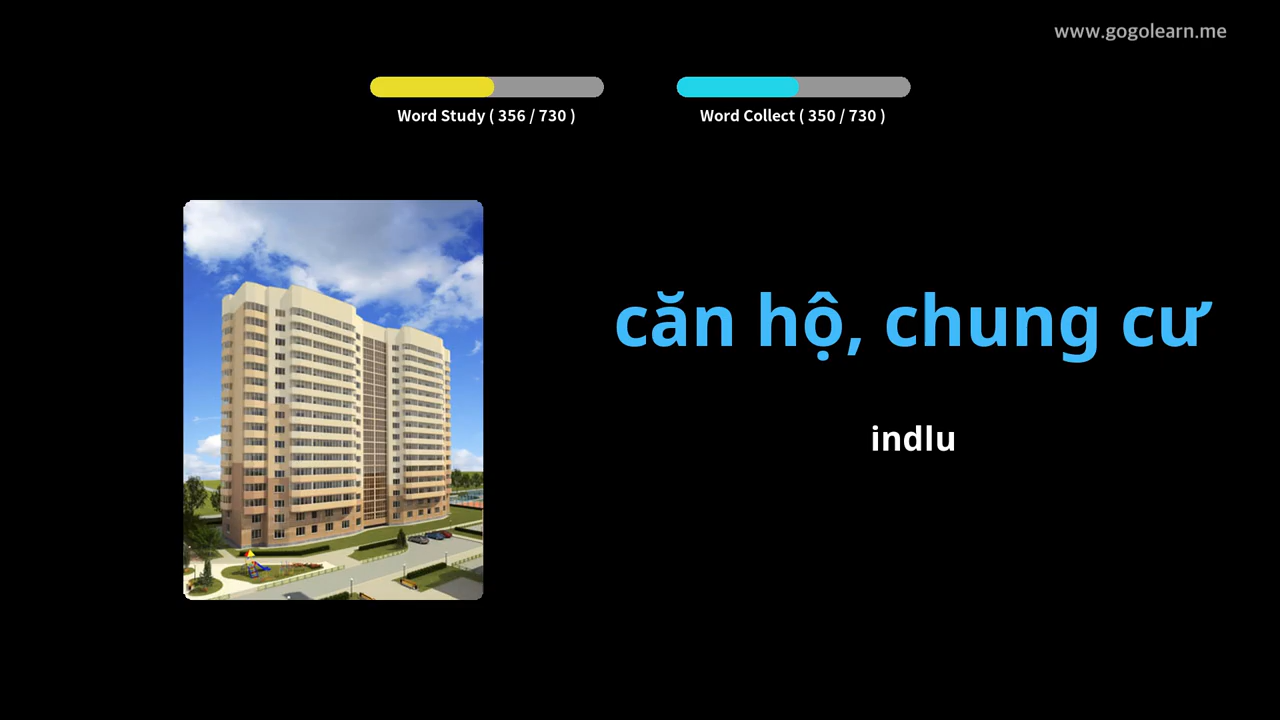 www.gogolearn.me
Word Study ( 356 / 730 )
Word Collect ( 350 / 730 )
căn hộ, chung cư
indlu